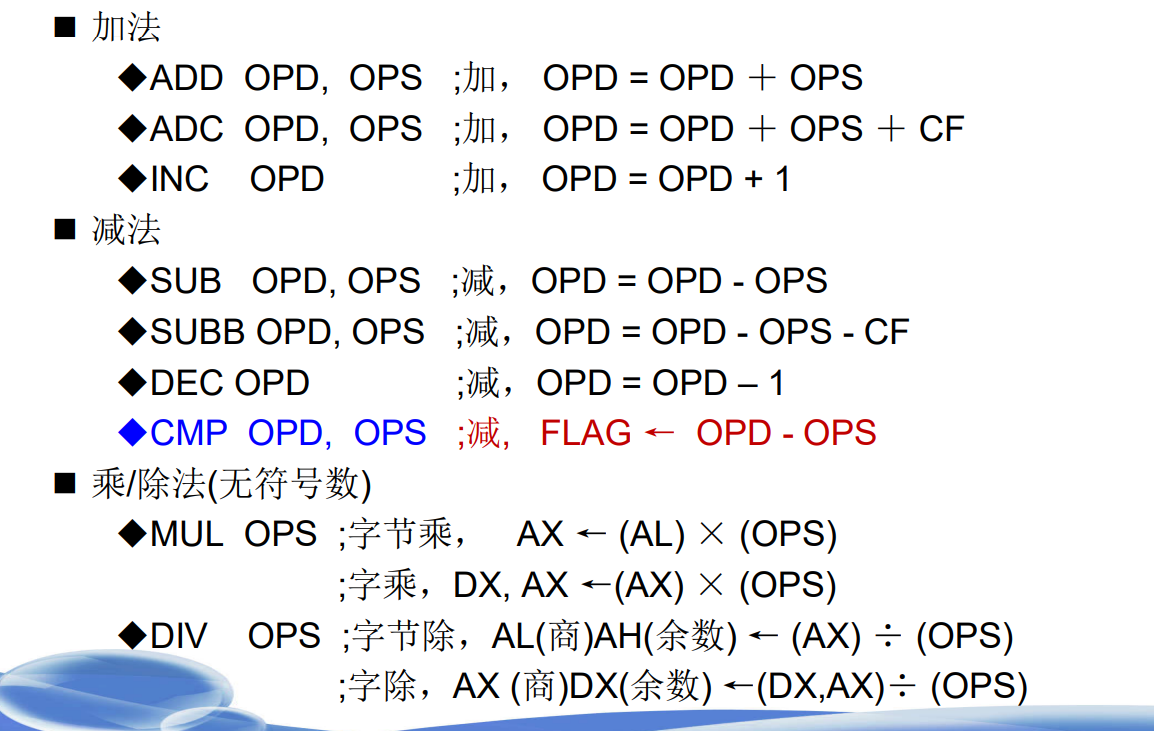 ■ 加法
◆ADD OPD, OPS ;加， OPD = OPD ＋ OPS
◆ADC OPD, OPS ;加， OPD = OPD ＋ OPS ＋ CF
◆INC OPD ;加， OPD = OPD + 1
■ 减法
◆SUB OPD, OPS ;减，OPD = OPD - OPS
◆SUBB OPD, OPS ;减，OPD = OPD - OPS - CF
◆DEC OPD ;减，OPD = OPD – 1
◆CMP OPD, OPS ;减, FLAG ← OPD - OPS
■ 乘/除法(无符号数)
◆MUL OPS ;字节乘， AX ← (AL) × (OPS)
;字乘，DX, AX ←(AX) × (OPS)
◆DIV OPS ;字节除，AL(商)AH(余数) ← (AX) ÷ (OPS)
;字除，AX (商)DX(余数) ←(DX,AX)÷ (OPS)